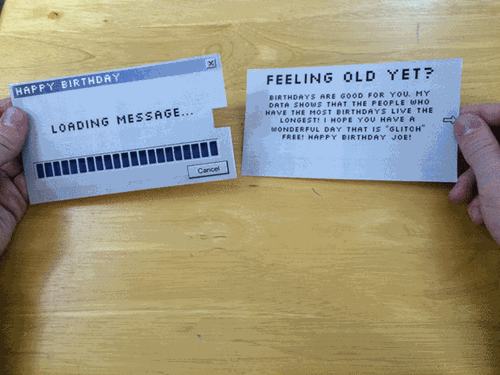 HAPPY BIRTHDAY
LOADING MESSAGE...
Cancel
FEELING OLD YET?
BIRTHDAYS ARE GOOD FOR YOU. MY
DATA SHOWS THAT THE PEOPLE WHO
HAVE THE MOST BIRTHDAYS LIVE THE
LONGEST! I HOPE YOU HAVE A
WONDERFUL DAY THAT IS "GLITCH"
FREE! HAPPY BIRTHDAY JOE!